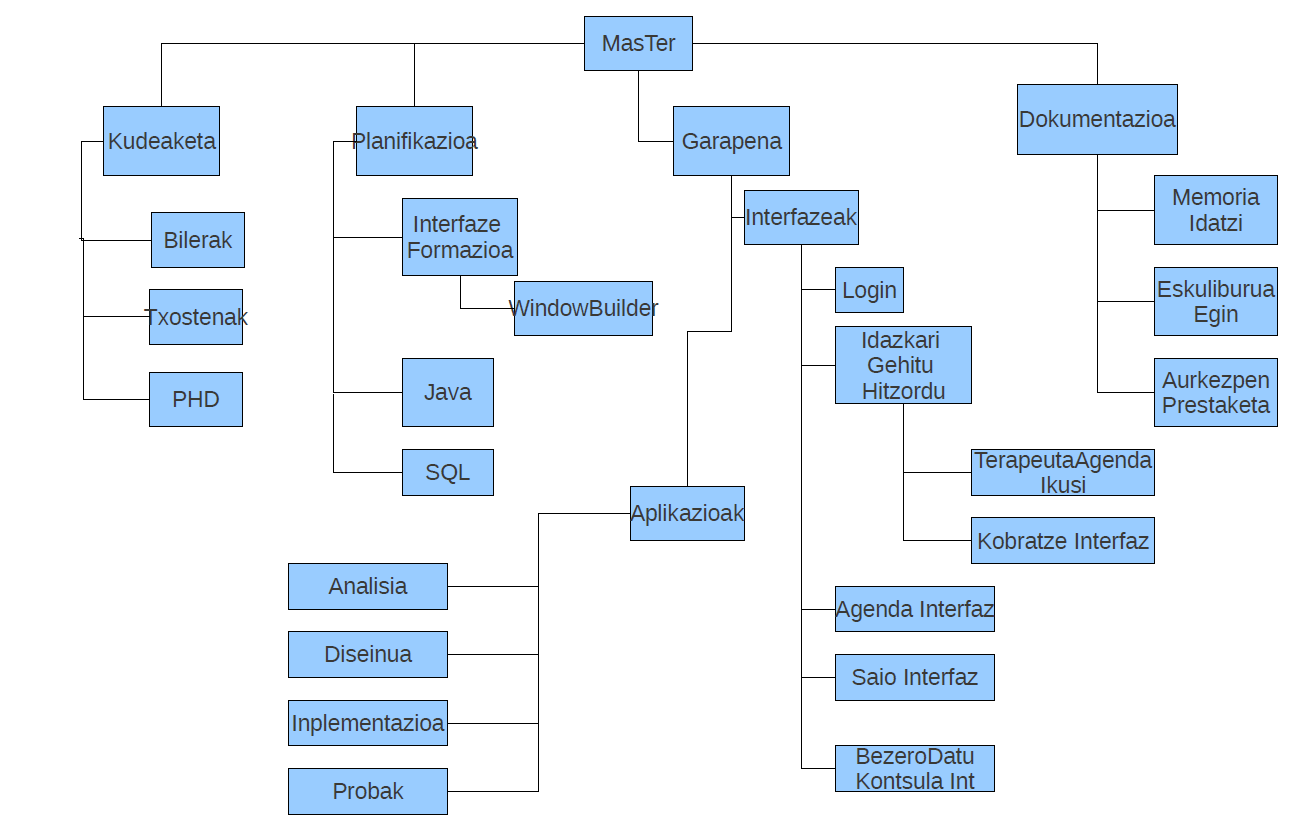 MasTer
Kudeaketa
Bilerak
Txostenak
PHD
Planifikazioa
Interfaze
Formazioa
WindowBuilder
Java
SQL
Garapena
Interfazeak
Login
Idazkari
Gehitu
Hitzordu
TerapeutaAgenda
Ikusi
Kobratze Interfaz
Agenda Interfaz
Saio Interfaz
BezeroDatu
Kontsula Int
Aplikazioak
Analisia
Diseinua
Inplementazioa
Probak
Dokumentazioa
Memoria
Idatzi
Eskuliburua
Egin
Aurkezpen
Prestaketa